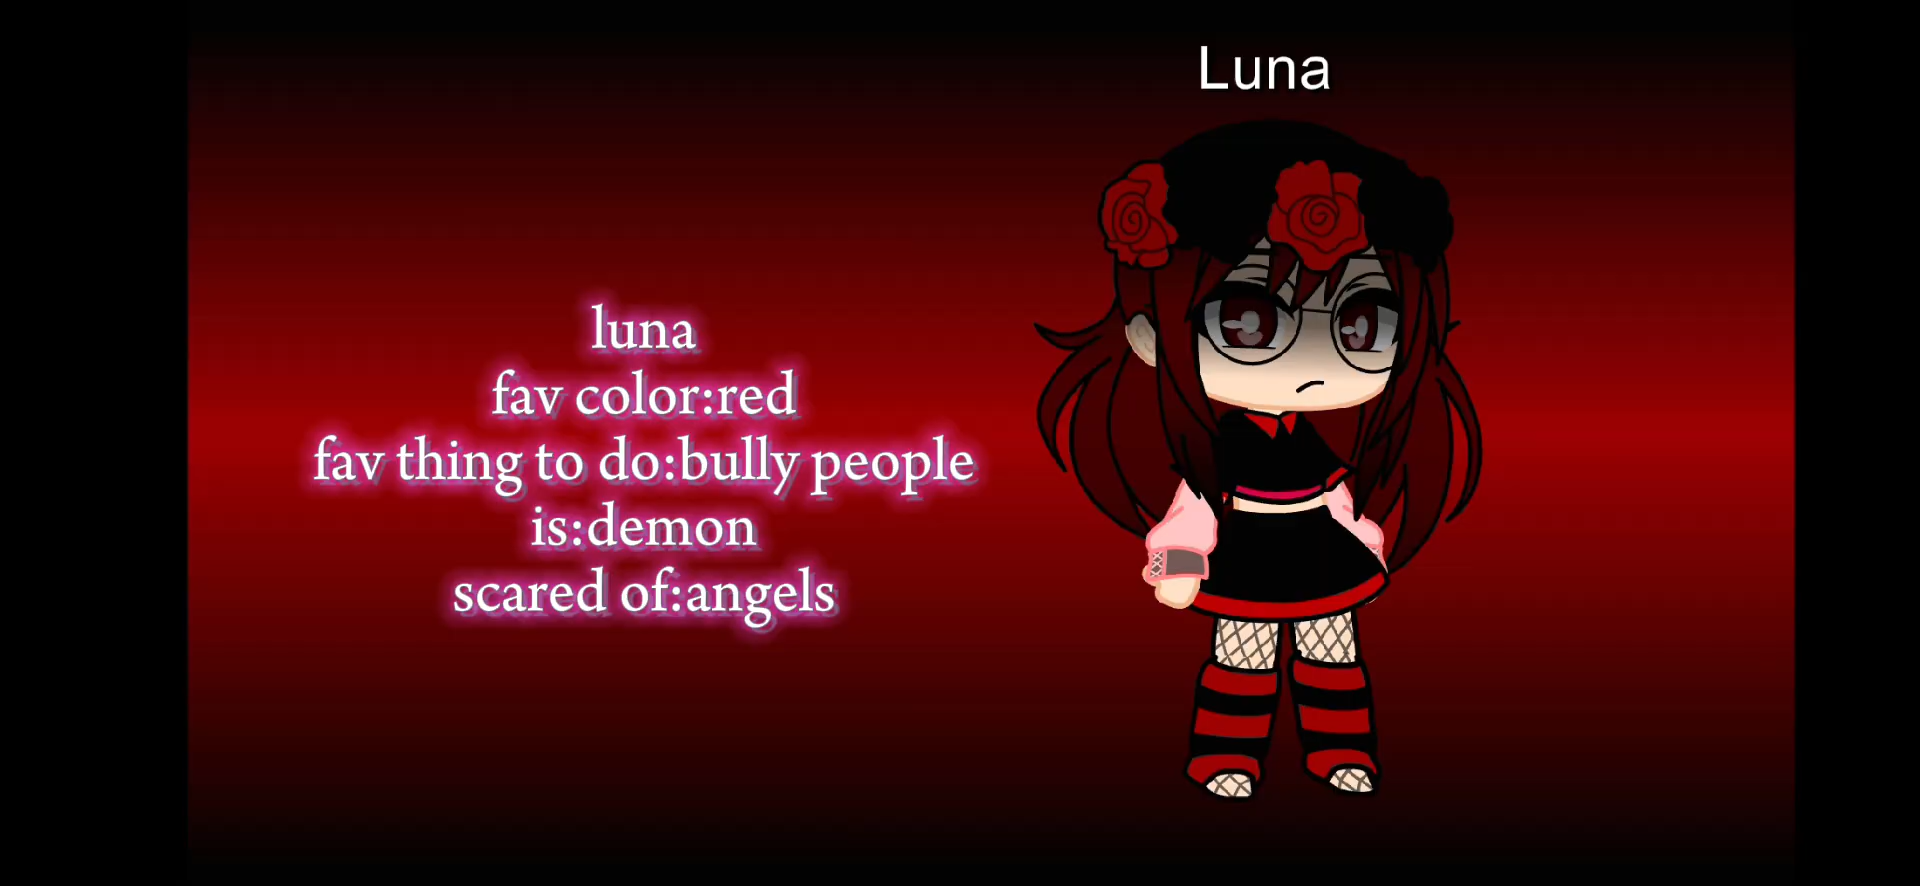 Luna
luna
fav color:red
fav thing to do:bully people
is:demon
scared of:angels